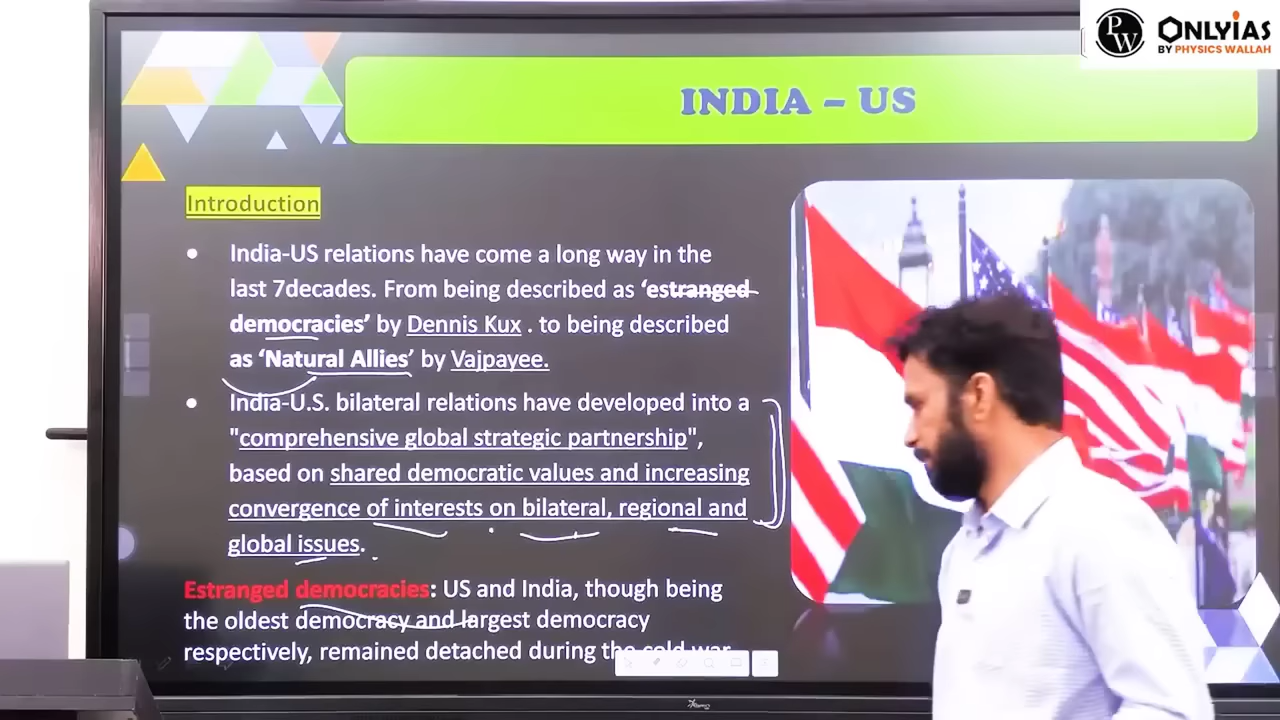 PW ONLYIAS
BY PHYSICS WALLAH
INDIA – US
Introduction
• India-US relations have come a long way in the
last 7decades. From being described as ‘estranged
democracies’ by Dennis Kux . to being described
as ‘Natural Allies’ by Vajpayee.
• India-U.S. bilateral relations have developed into a
"comprehensive global strategic partnership",
based on shared democratic values and increasing
convergence of interests on bilateral, regional and
global issues.
Estranged democracies: US and India, though being
the oldest democracy and largest democracy
respectively, remained detached during the cold war